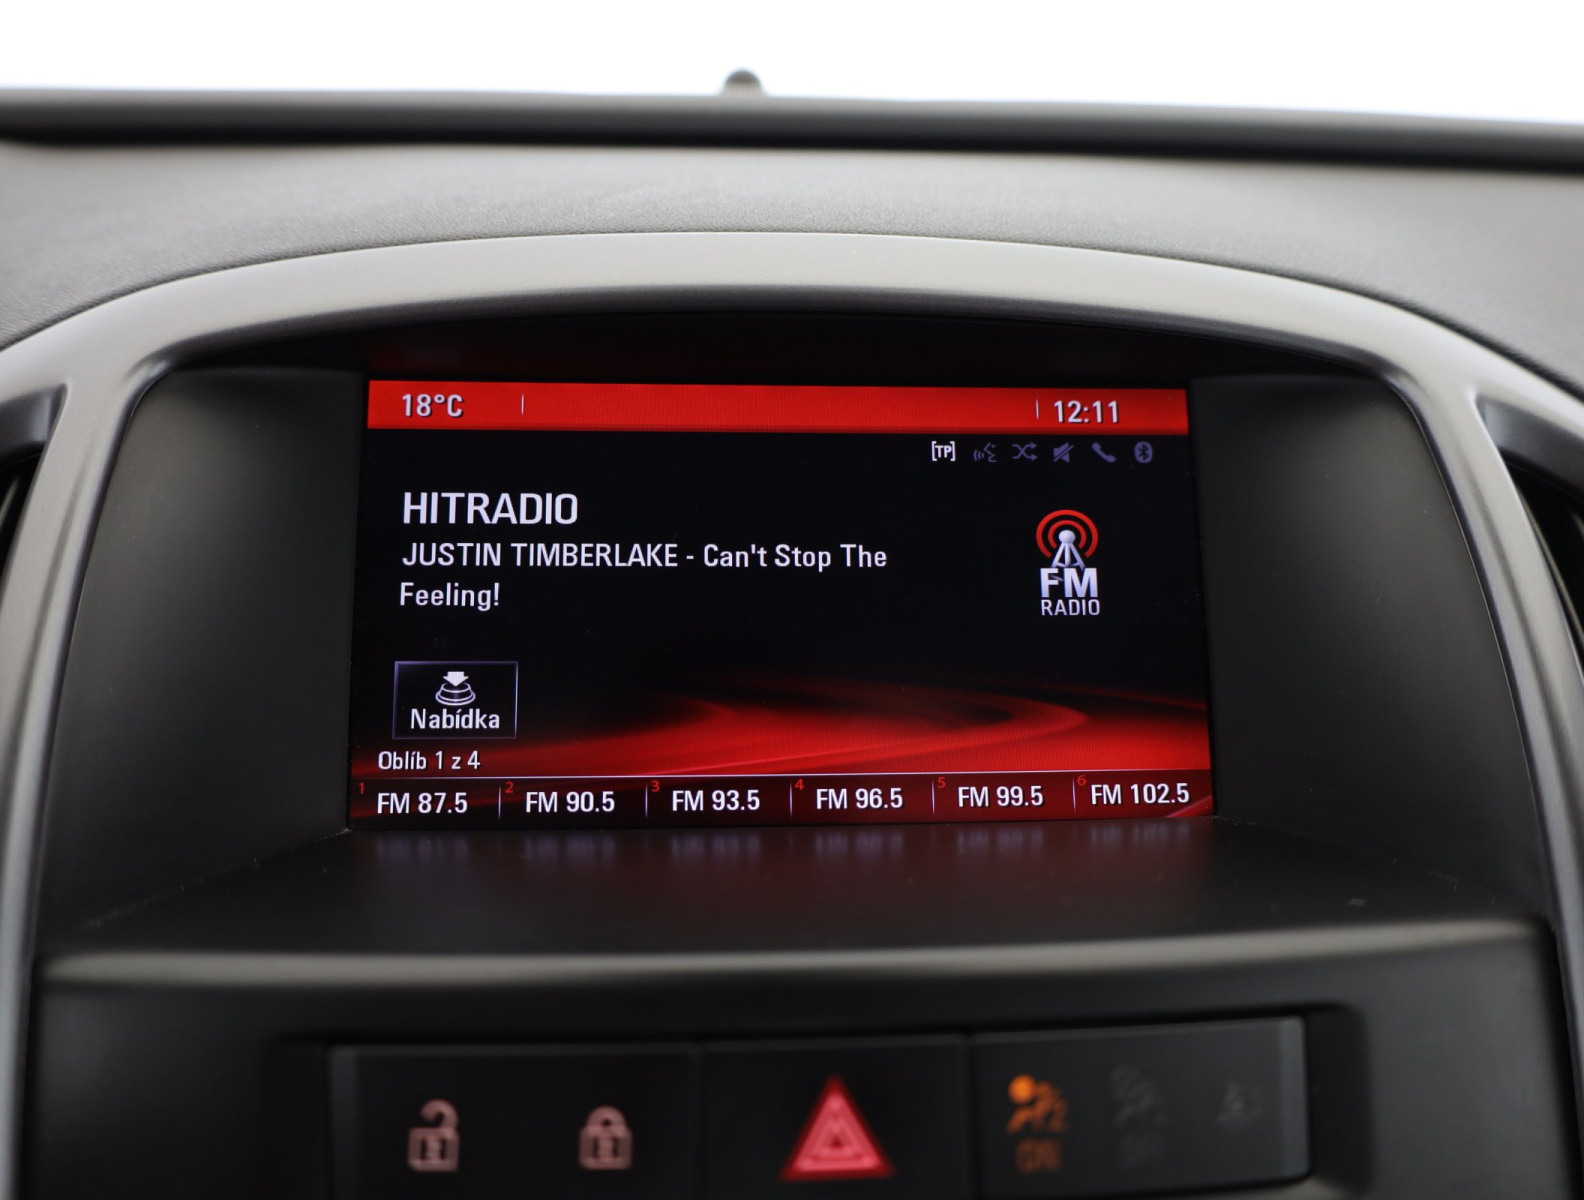 18°C
12:11
[TP]
HITRADIO
JUSTIN TIMBERLAKE - Can't Stop The
Feeling!
FM
RADIO
Nabídka
Oblíb 1 z 4
1 FM 87.5 2 FM 90.5 3 FM 93.5 4 FM 96.5 5 FM 99.5 6 FM 102.5
2
ON